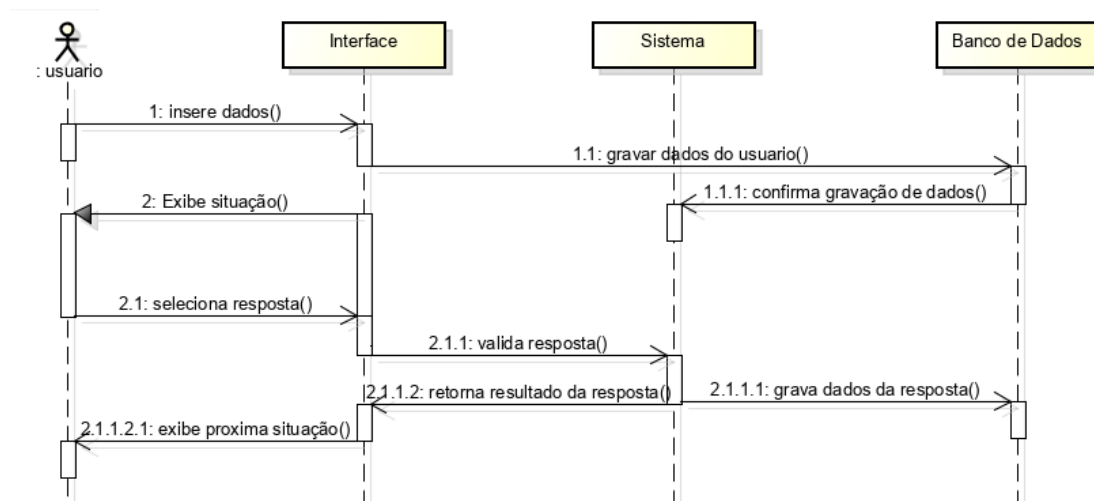 : usuario
Interface
Sistema
Banco de Dados
1: insere dados()
1.1: gravar dados do usuario()
1.1.1: confirma gravação de dados()
2: Exibe situação()
2.1: seleciona resposta()
2.1.1: valida resposta()
2.1.1.2: retorna resultado da resposta()
2.1.1.1: grava dados da resposta()
2.1.1.2.1: exibe proxima situação()